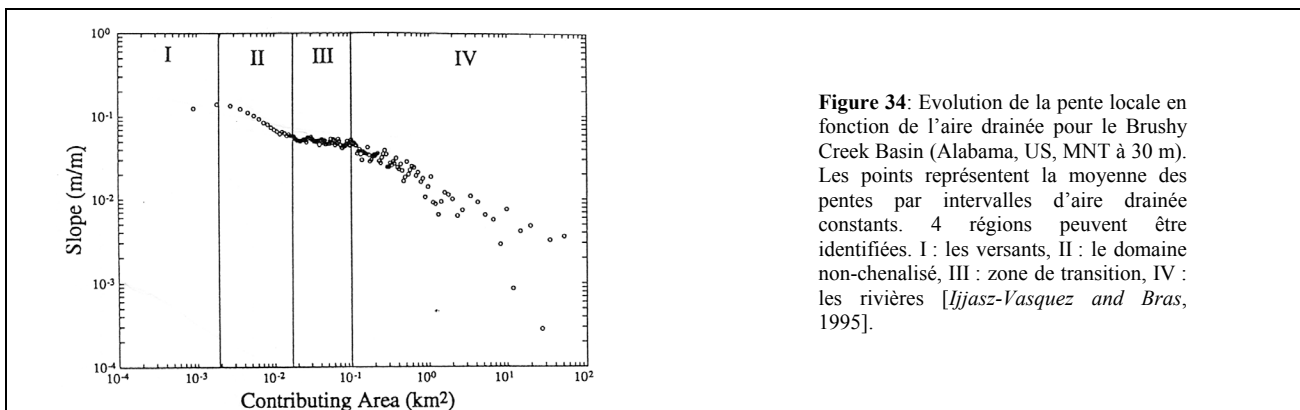 10⁰
I
II
III
IV
10⁻¹
10⁻²
10⁻³
10⁻⁴
Slope (m/m)
10⁻⁴ 10⁻³ 10⁻² 10⁻¹ 10⁰ 10¹ 10²
Contributing Area (km²)
Figure 34: Evolution de la pente locale en
fonction de l'aire drainée pour le Brushy
Creek Basin (Alabama, US, MNT à 30 m).
Les points représentent la moyenne des
pentes par intervalles d'aire drainée
constants. 4 régions peuvent être
identifiées. I : les versants, II : le domaine
non-chenalisé, III : zone de transition, IV :
les rivières [Ijjasz-Vasquez and Bras,
1995].